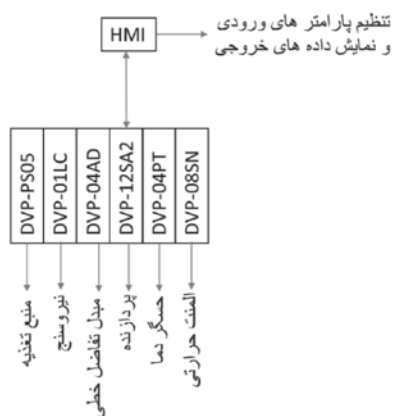 تنظیم پارامتر های ورودی
و نمایش داده های خروجی
HMI
DVP-PS05
DVP-01LC
DVP-04AD
DVP-12SA2
DVP-04PT
DVP-08SN
منبع تغذیه
نیروسنج
مبدل تفاضل خطی
پردازنده
حسگر دما
المنت حرارتی